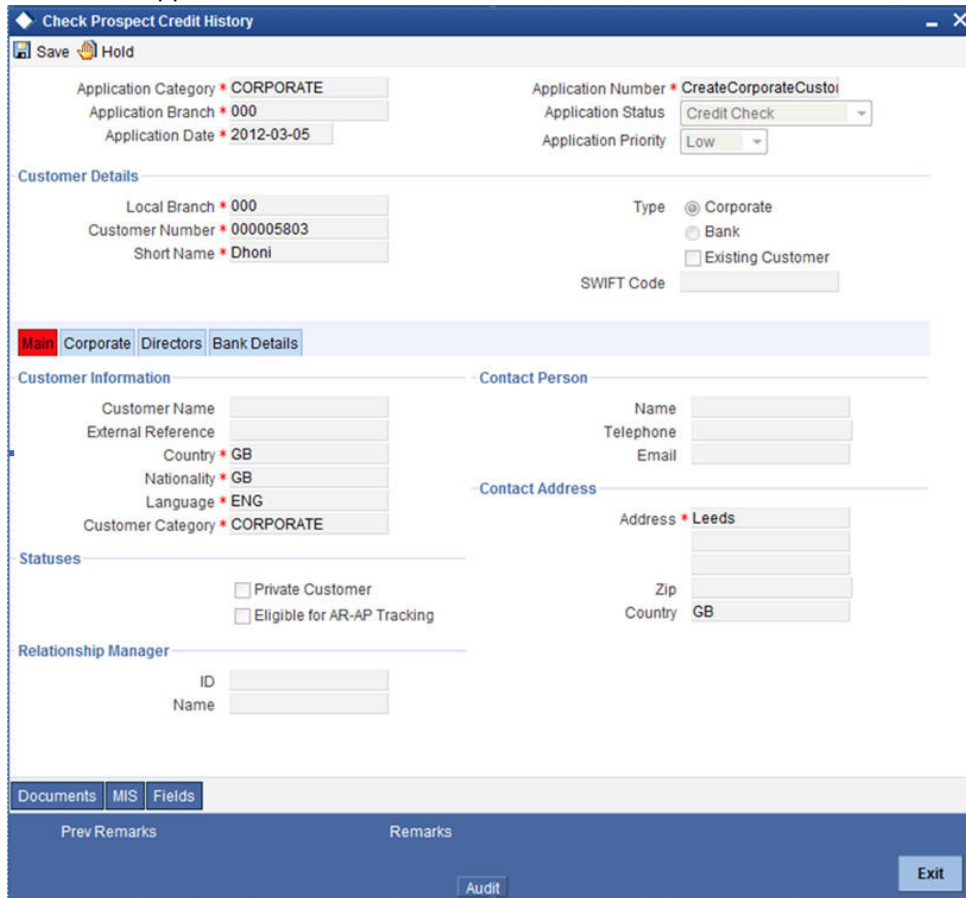 Check Prospect Credit History
Save Hold
Application Category * CORPORATE
Application Number * CreateCorporateCustoı
Application Branch * 000
Application Status Credit Check
Application Date * 2012-03-05
Application Priority Low
Customer Details
Local Branch * 000
Type Corporate
Customer Number * 000005803
Bank
Short Name * Dhoni
Existing Customer
SWIFT Code
Main Corporate Directors Bank Details
Customer Information
Customer Name
External Reference
Country * GB
Nationality * GB
Language * ENG
Customer Category * CORPORATE
Contact Person
Name
Telephone
Email
Contact Address
Address * Leeds
Zip
Country GB
Statuses
Private Customer
Eligible for AR-AP Tracking
Relationship Manager
ID
Name
Documents MIS Fields
Prev Remarks Remarks
Audit
Exit